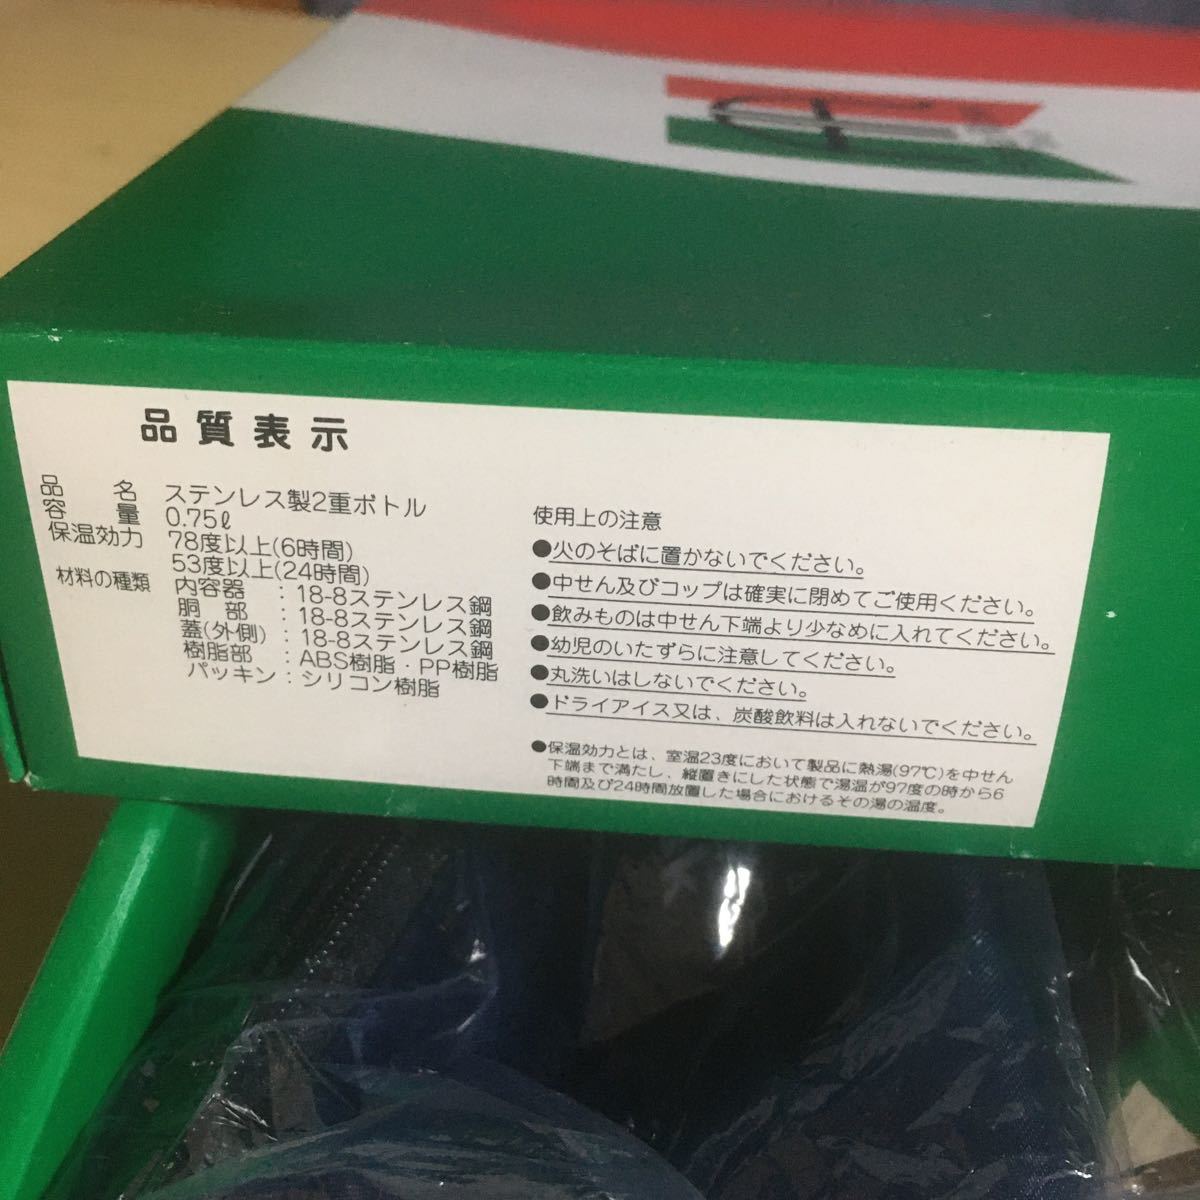 品質表示
品名 ステンレス製2重ボトル
容量 0.75ℓ
保温効力 78度以上(6時間)
53度以上(24時間)
材料の種類 内容器：18-8ステンレス鋼
胴部：18-8ステンレス鋼
蓋(外側)：18-8ステンレス鋼
樹脂部：ABS樹脂・PP樹脂
パッキン：シリコン樹脂
使用上の注意
●火のそばに置かないでください。
●中せん及びコップは確実に閉めてご使用ください。
●飲みものは中せん下端より少なめに入れてください。
●幼児のいたずらに注意してください。
●丸洗いはしないでください。
●ドライアイス又は、炭酸飲料は入れないでください。
●保温効力とは、室温23度において製品に熱湯(97℃)を中せん
下端まで満たし、縦置きにした状態で湯温が97度の時から6
時間及び24時間放置した場合におけるその湯の温度。